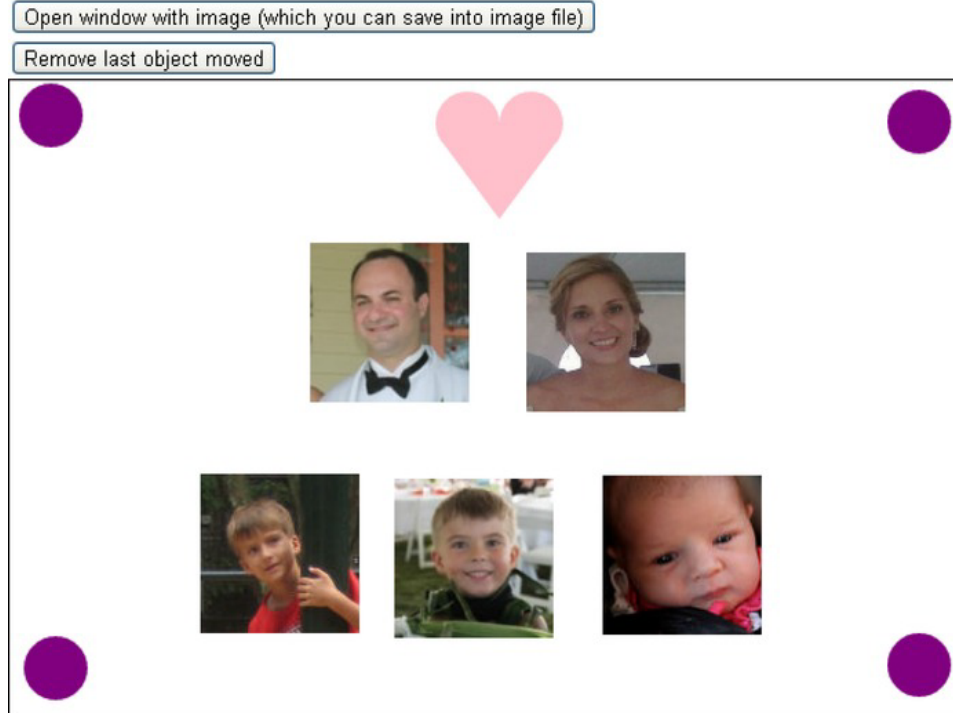 Open window with image (which you can save into image file)
Remove last object moved